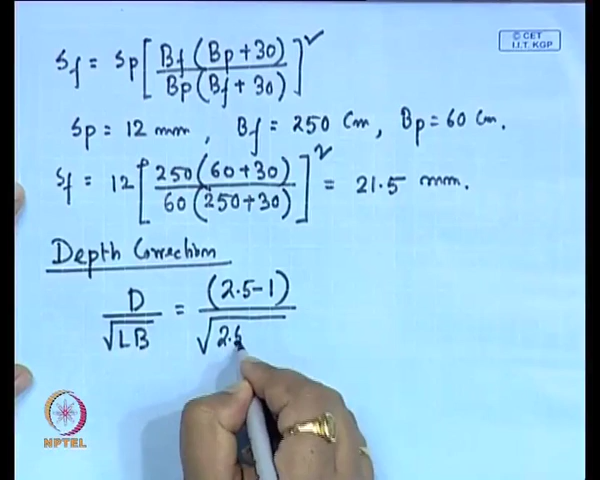 © CET
I.I.T. KGP
Sf = Sp [ Bf (Bp + 30) / Bp (Bf + 30) ]²
Sp = 12 mm, Bf = 250 Cm, Bp = 60 Cm.
Sf = 12 [ 250 (60+30) / 60 (250+30) ]² = 21.5 mm.
Depth Correction
D / √LB = (2.5-1) / √2.5
NPTEL